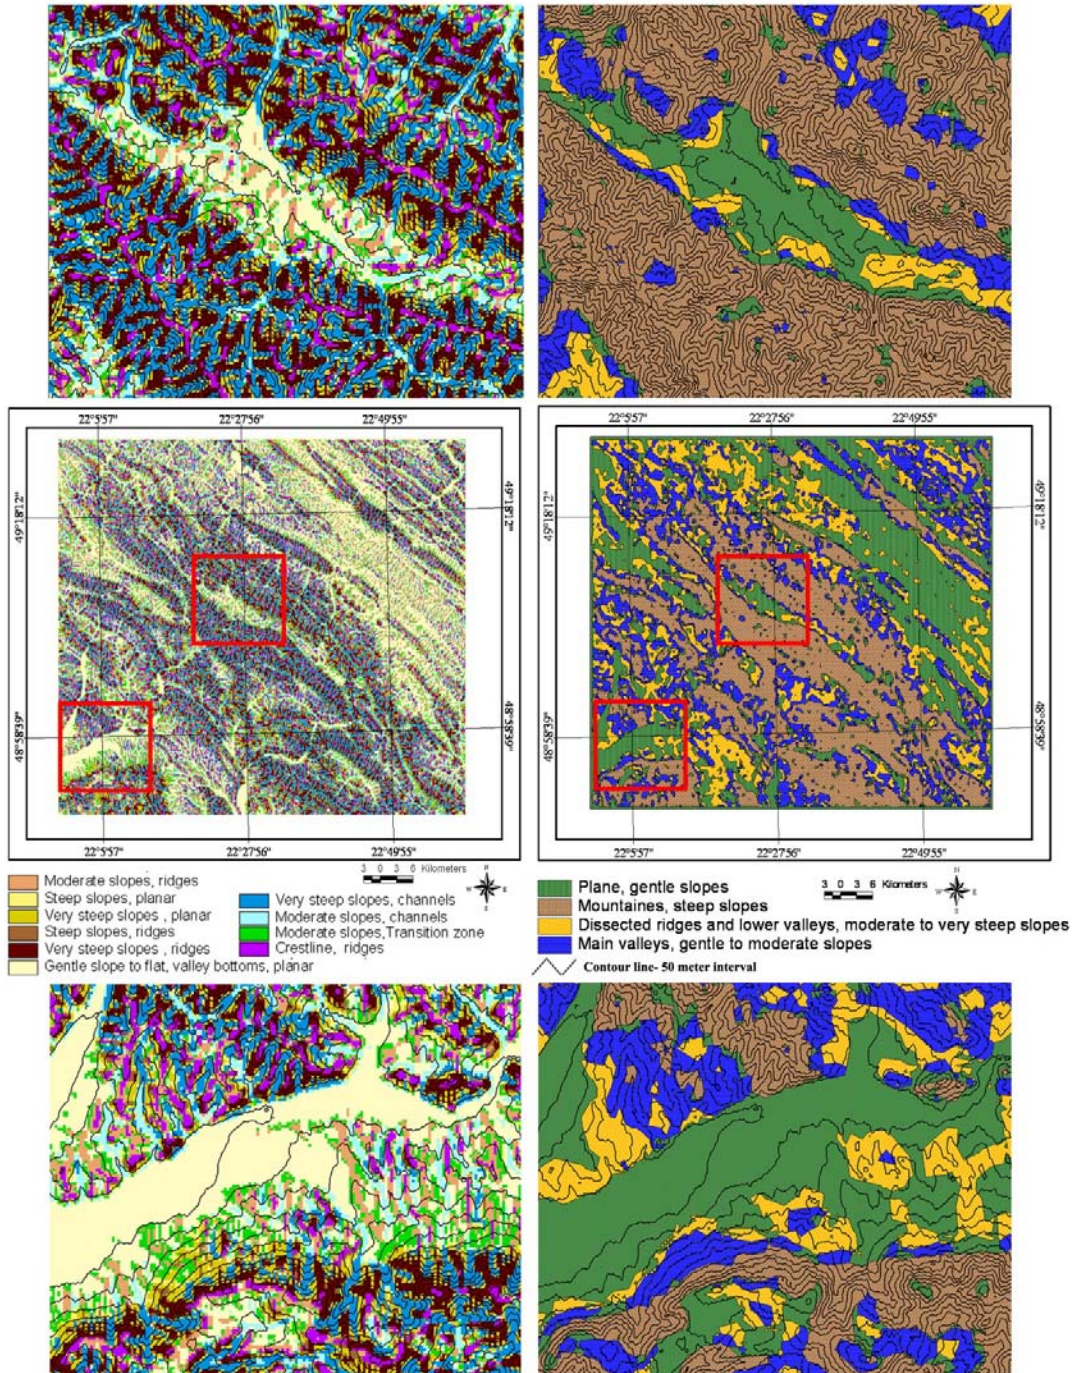 22°5'57" 22°27'56" 22°49'55"
49°18'12" 49°18'12"
48°58'39" 48°58'39"
22°5'57" 22°27'56" 22°49'55"
22°5'57" 22°27'56" 22°49'55"
49°18'12" 49°18'12"
48°58'39" 48°58'39"
22°5'57" 22°27'56" 22°49'55"
3 0 3 6 Kilometers
N
W E
S
Moderate slopes, ridges
Steep slopes, planar
Very steep slopes , planar
Steep slopes, ridges
Very steep slopes , ridges
Gentle slope to flat, valley bottoms, planar
Very steep slopes, channels
Moderate slopes, channels
Moderate slopes,Transition zone
Crestline, ridges
3 0 3 6 Kilometers
N
W E
S
Plane, gentle slopes
Mountaines, steep slopes
Dissected ridges and lower valleys, moderate to very steep slopes
Main valleys, gentle to moderate slopes
Contour line- 50 meter interval